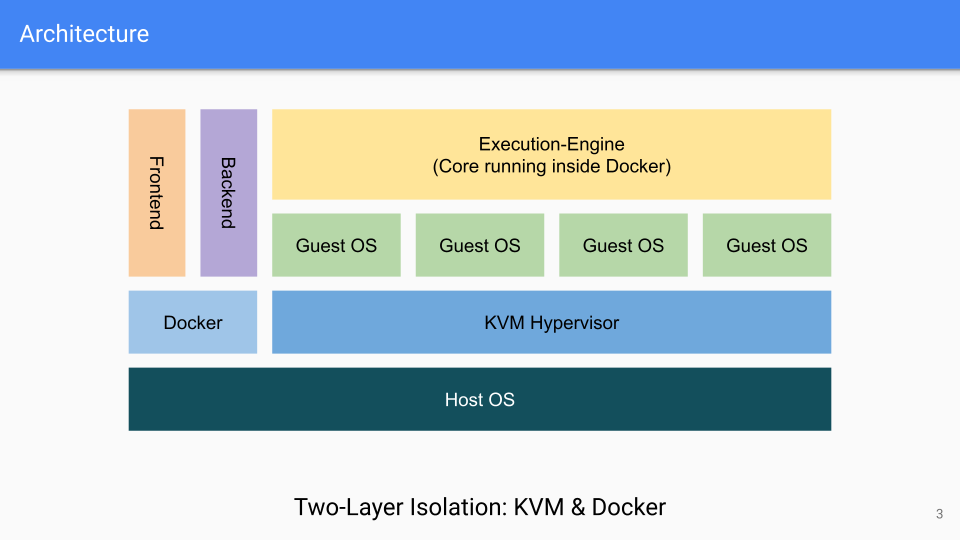 Architecture
Frontend
Backend
Execution-Engine
(Core running inside Docker)
Guest OS
Guest OS
Guest OS
Guest OS
Docker
KVM Hypervisor
Host OS
Two-Layer Isolation: KVM & Docker
3